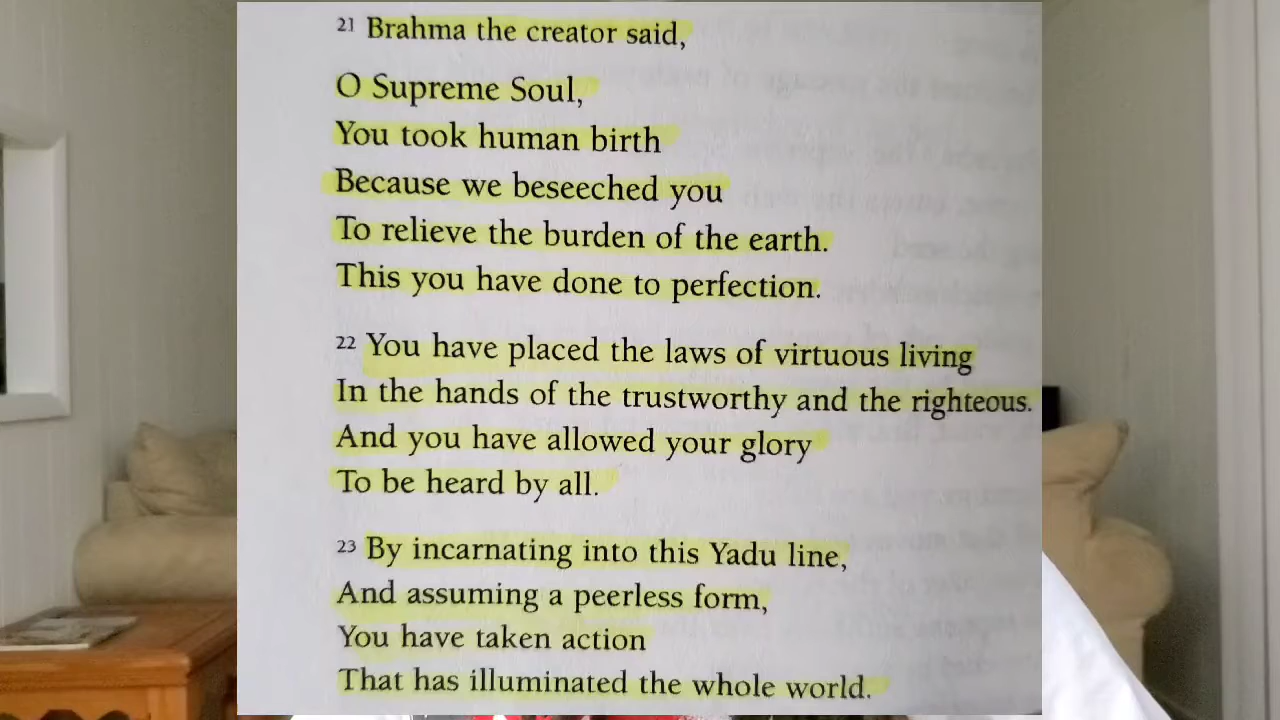 21 Brahma the creator said,
O Supreme Soul,
You took human birth
Because we beseeched you
To relieve the burden of the earth.
This you have done to perfection.
22 You have placed the laws of virtuous living
In the hands of the trustworthy and the righteous.
And you have allowed your glory
To be heard by all.
23 By incarnating into this Yadu line,
And assuming a peerless form,
You have taken action
That has illuminated the whole world.